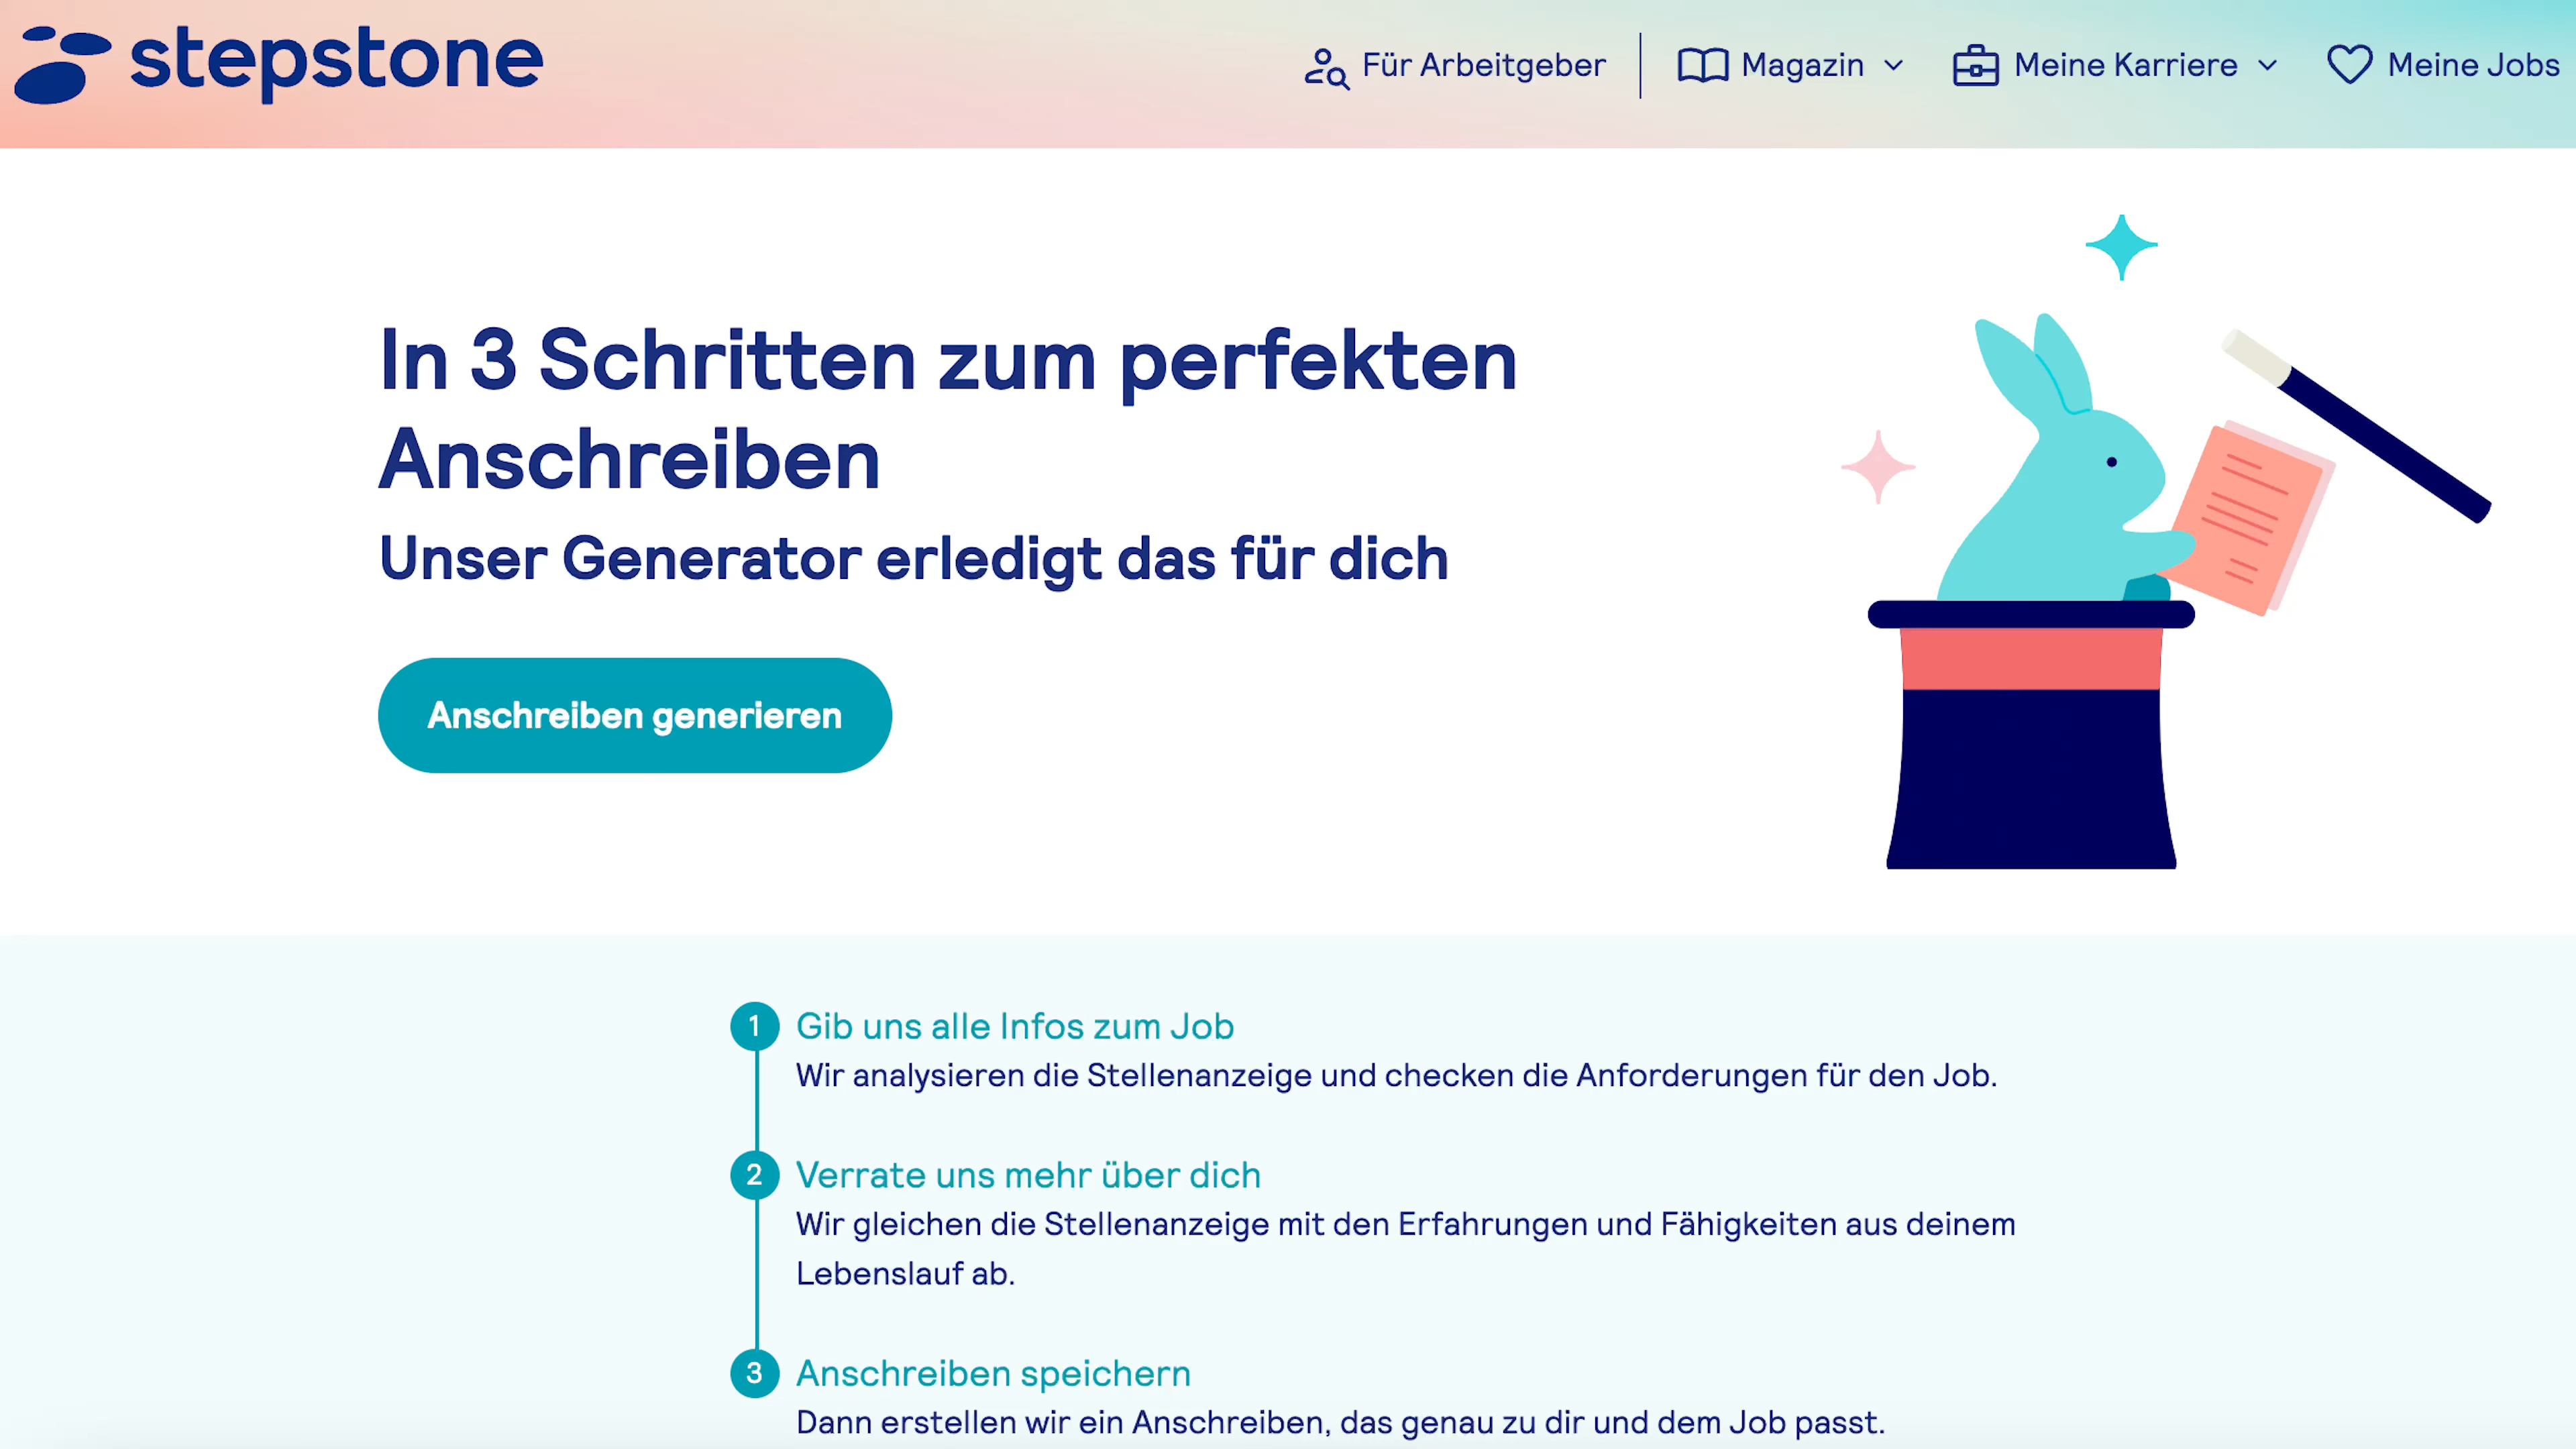 stepstone
Für Arbeitgeber
Magazin
Meine Karriere
Meine Jobs
In 3 Schritten zum perfekten
Anschreiben
Unser Generator erledigt das für dich
Anschreiben generieren
1 Gib uns alle Infos zum Job
Wir analysieren die Stellenanzeige und checken die Anforderungen für den Job.
2 Verrate uns mehr über dich
Wir gleichen die Stellenanzeige mit den Erfahrungen und Fähigkeiten aus deinem
Lebenslauf ab.
3 Anschreiben speichern
Dann erstellen wir ein Anschreiben, das genau zu dir und dem Job passt.